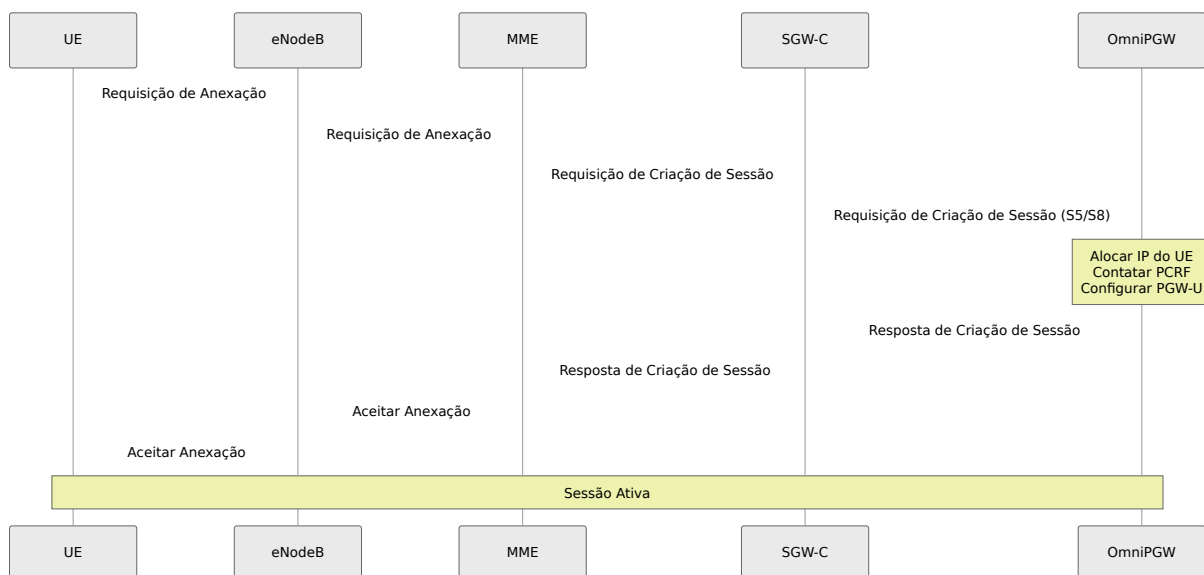 UE
eNodeB
MME
SGW-C
OmniPGW
Requisição de Anexação
Requisição de Anexação
Requisição de Criação de Sessão
Requisição de Criação de Sessão (S5/S8)
Alocar IP do UE
Contatar PCRF
Configurar PGW-U
Resposta de Criação de Sessão
Resposta de Criação de Sessão
Aceitar Anexação
Aceitar Anexação
Sessão Ativa
UE
eNodeB
MME
SGW-C
OmniPGW